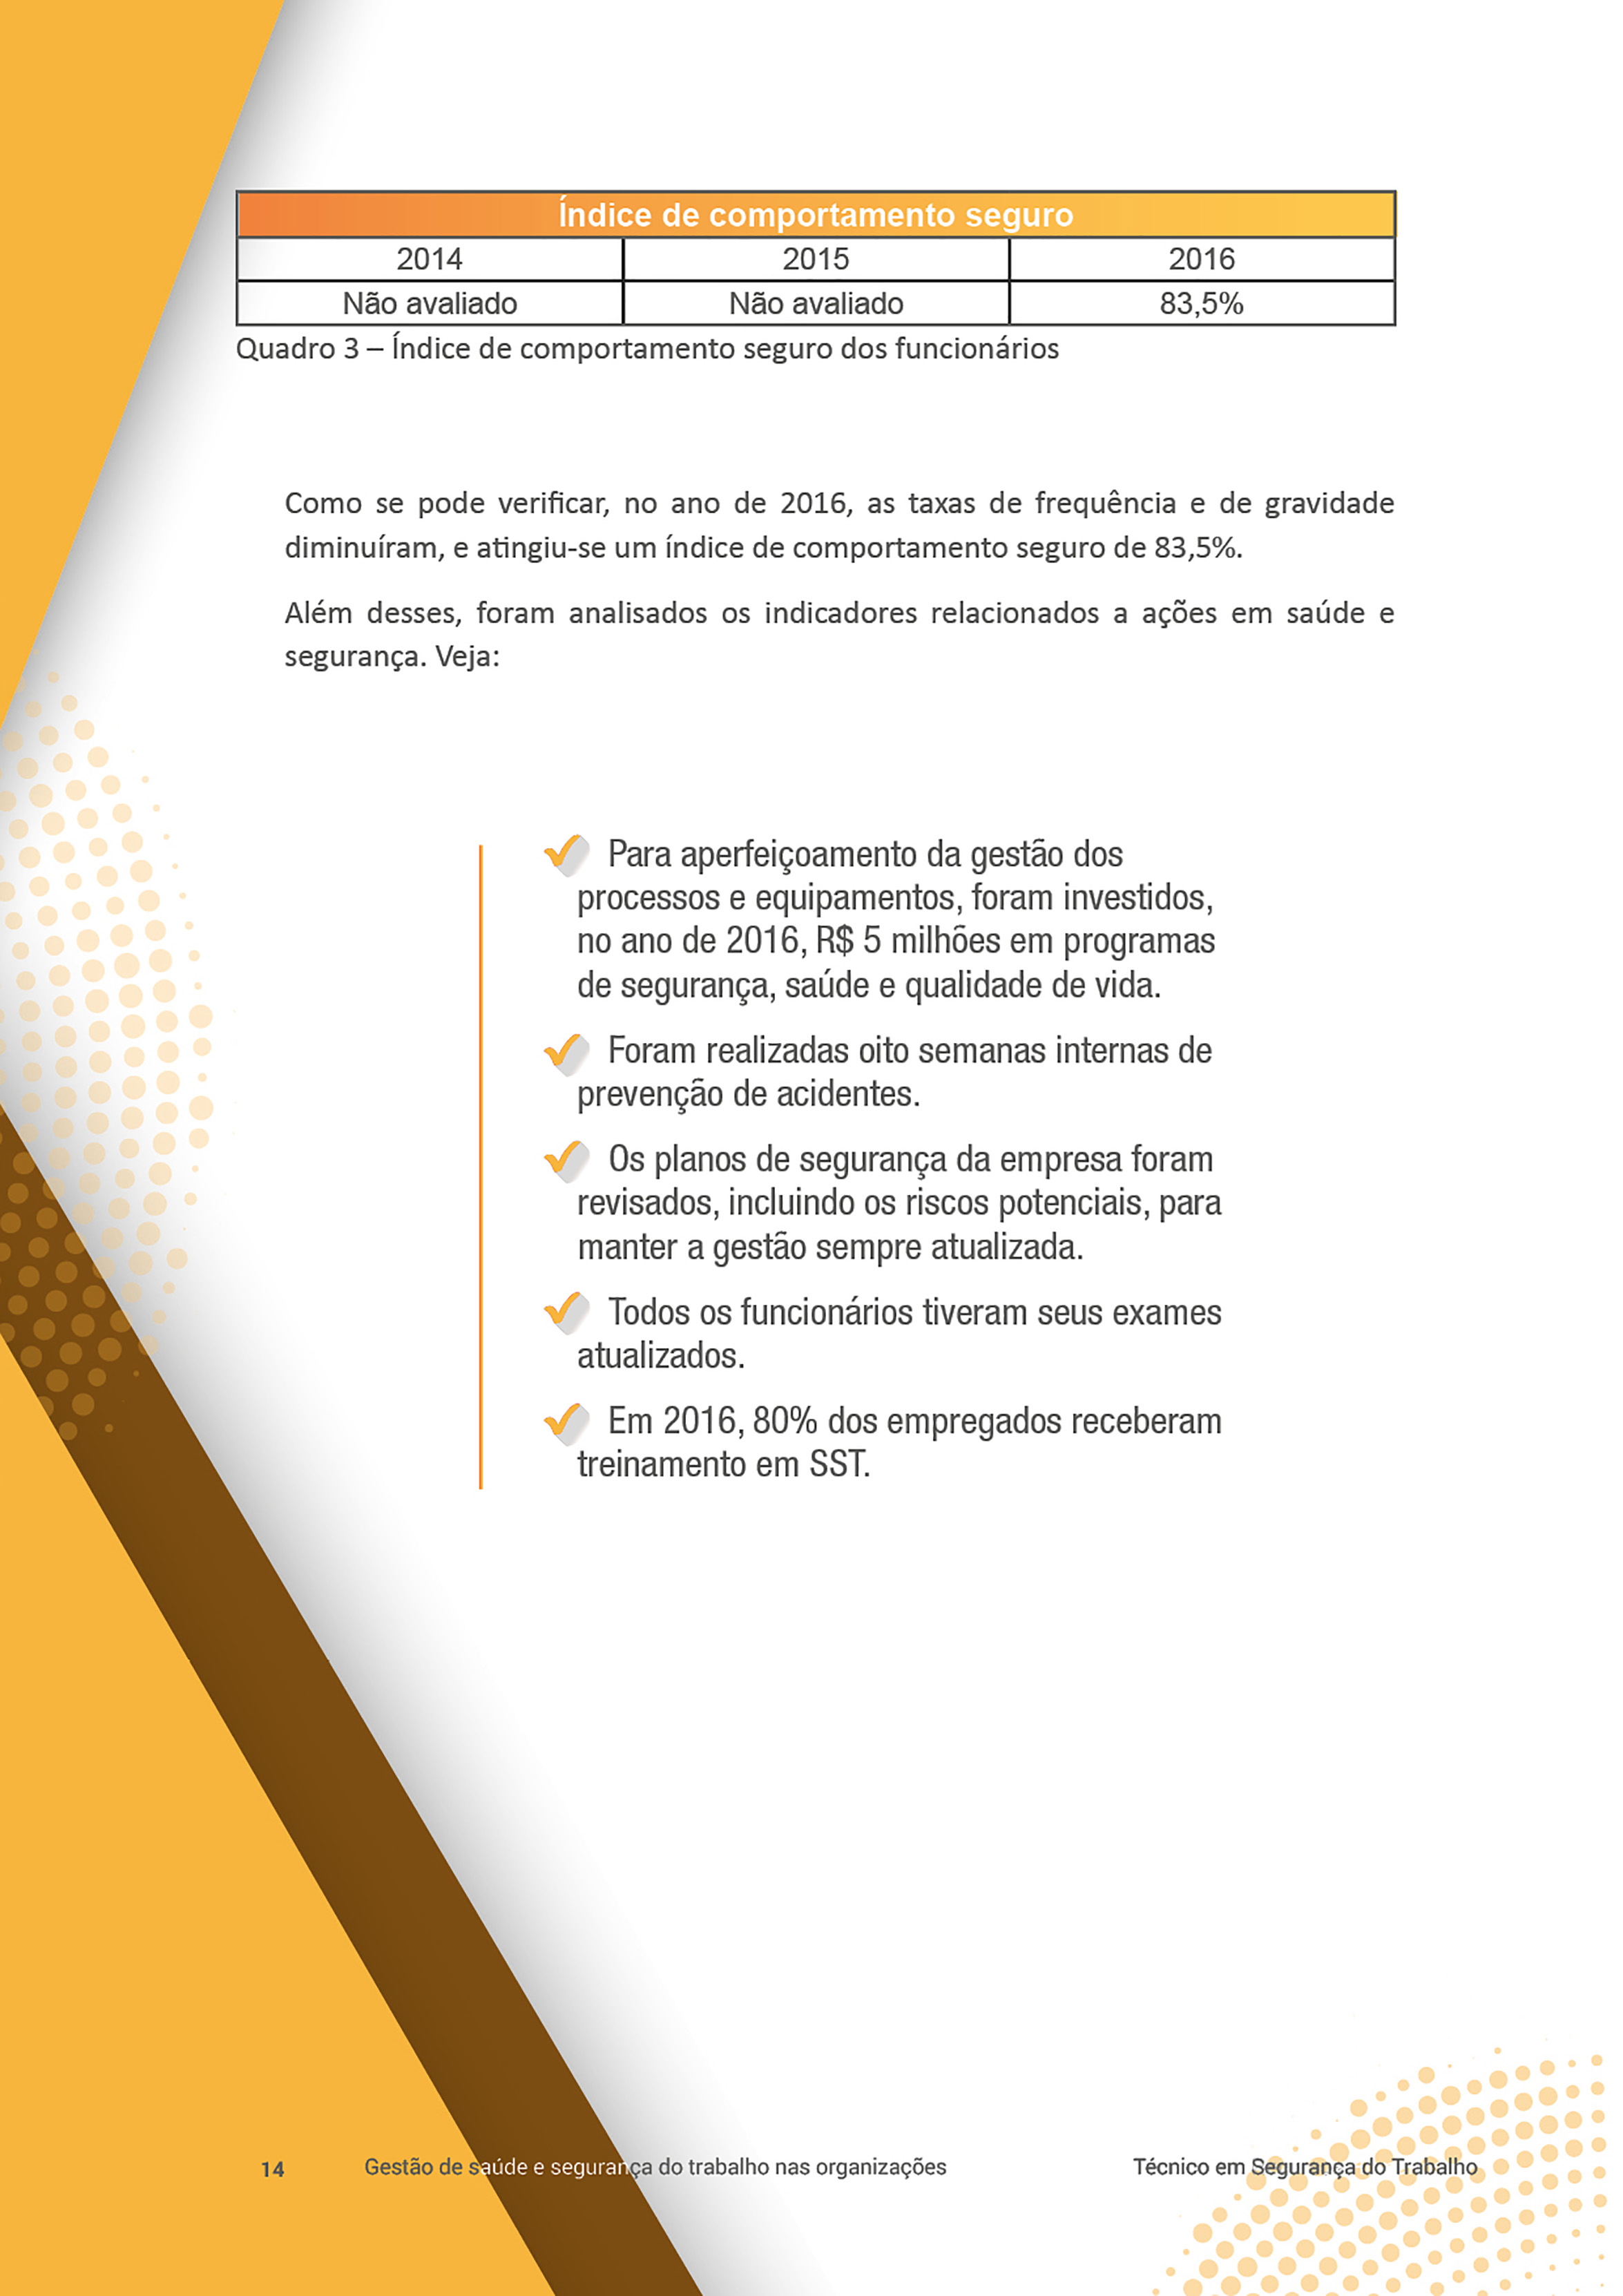 Índice de comportamento seguro
2014 2015 2016
Não avaliado Não avaliado 83,5%
Quadro 3 – Índice de comportamento seguro dos funcionários
Como se pode verificar, no ano de 2016, as taxas de frequência e de gravidade
diminuíram, e atingiu-se um índice de comportamento seguro de 83,5%.
Além desses, foram analisados os indicadores relacionados a ações em saúde e
segurança. Veja:
Para aperfeiçoamento da gestão dos
processos e equipamentos, foram investidos,
no ano de 2016, R$ 5 milhões em programas
de segurança, saúde e qualidade de vida.
Foram realizadas oito semanas internas de
prevenção de acidentes.
Os planos de segurança da empresa foram
revisados, incluindo os riscos potenciais, para
manter a gestão sempre atualizada.
Todos os funcionários tiveram seus exames
atualizados.
Em 2016, 80% dos empregados receberam
treinamento em SST.
14 Gestão de saúde e segurança do trabalho nas organizações Técnico em Segurança do Trabalho